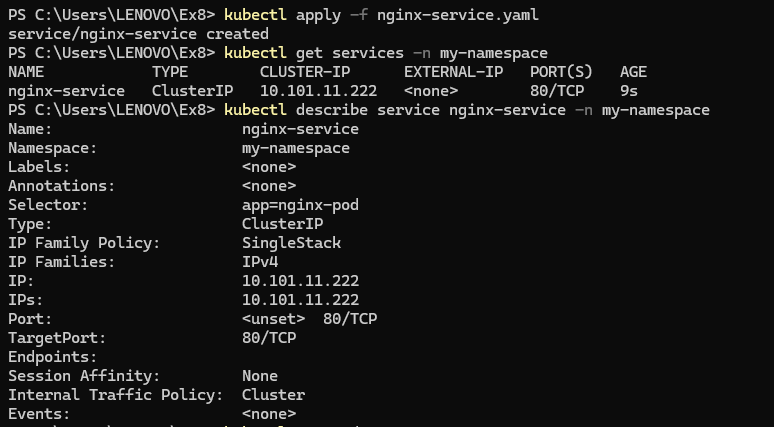 PS C:\Users\LENOVO\Ex8> kubectl apply -f nginx-service.yaml
service/nginx-service created
PS C:\Users\LENOVO\Ex8> kubectl get services -n my-namespace
NAME            TYPE        CLUSTER-IP      EXTERNAL-IP   PORT(S)   AGE
nginx-service   ClusterIP   10.101.11.222   <none>        80/TCP    9s
PS C:\Users\LENOVO\Ex8> kubectl describe service nginx-service -n my-namespace
Name:                     nginx-service
Namespace:                my-namespace
Labels:                   <none>
Annotations:              <none>
Selector:                 app=nginx-pod
Type:                     ClusterIP
IP Family Policy:         SingleStack
IP Families:              IPv4
IP:                       10.101.11.222
IPs:                      10.101.11.222
Port:                     <unset>  80/TCP
TargetPort:               80/TCP
Endpoints:
Session Affinity:         None
Internal Traffic Policy:  Cluster
Events:                   <none>